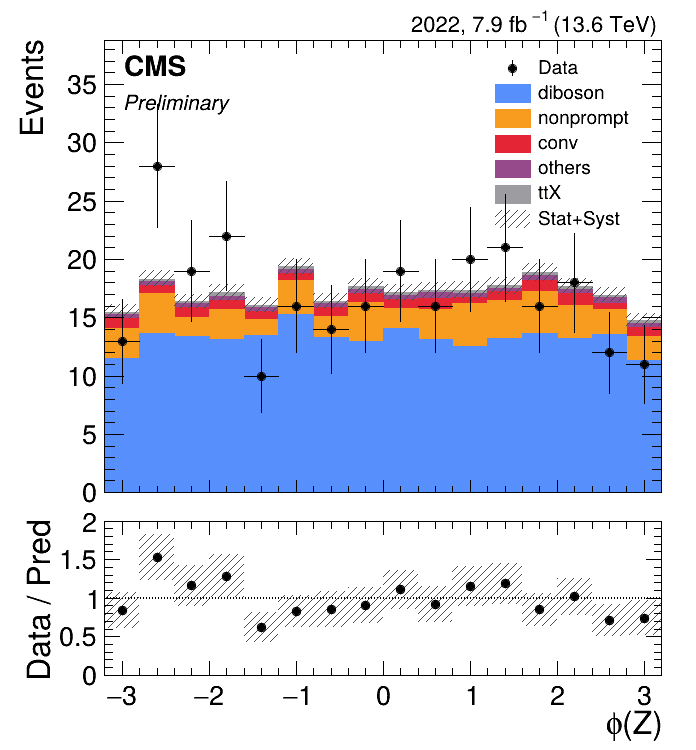 2022, 7.9 fb⁻¹ (13.6 TeV)
CMS
Preliminary
Data
diboson
nonprompt
conv
others
ttX
Stat+Syst
Events
35
30
25
20
15
10
5
0
Data / Pred
2
1.5
1
0.5
0
−3 −2 −1 0 1 2 3
ϕ(Z)